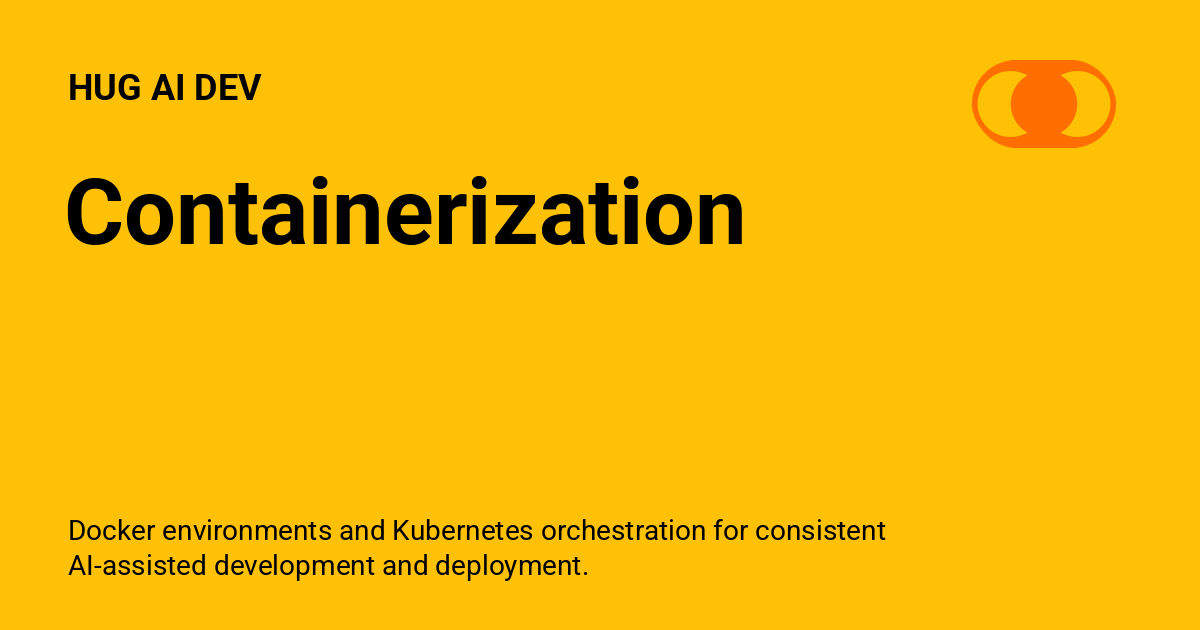 HUG AI DEV
Containerization
Docker environments and Kubernetes orchestration for consistent
AI-assisted development and deployment.